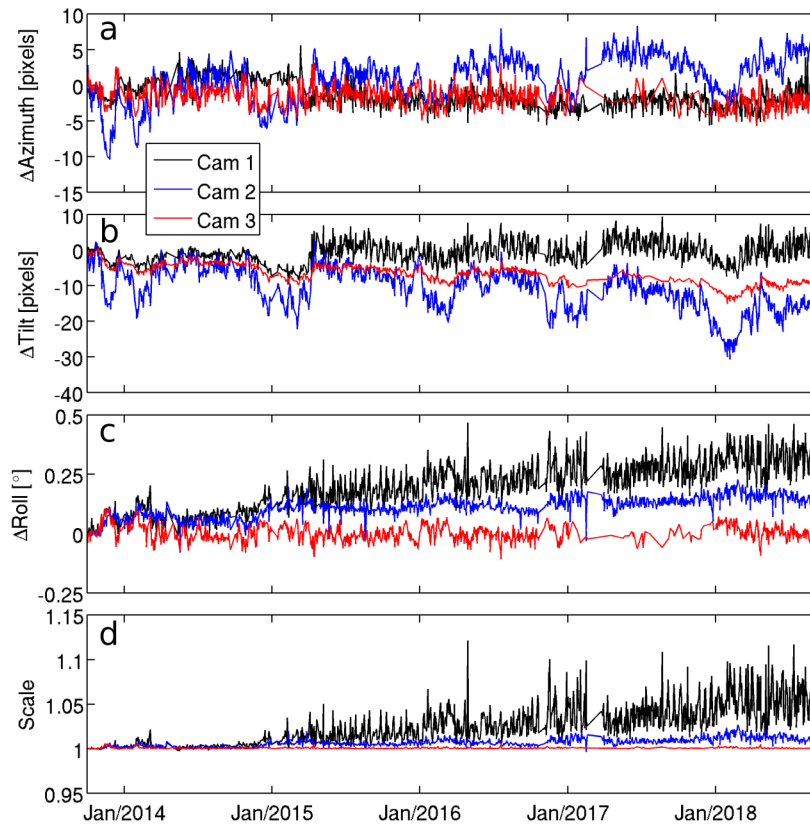 a
ΔAzimuth [pixels]
10
5
0
-5
-10
-15
Cam 1
Cam 2
Cam 3
b
ΔTilt [pixels]
10
0
-10
-20
-30
-40
c
ΔRoll [°]
0.5
0.25
0
-0.25
d
Scale
1.15
1.1
1.05
1
0.95
Jan/2014 Jan/2015 Jan/2016 Jan/2017 Jan/2018